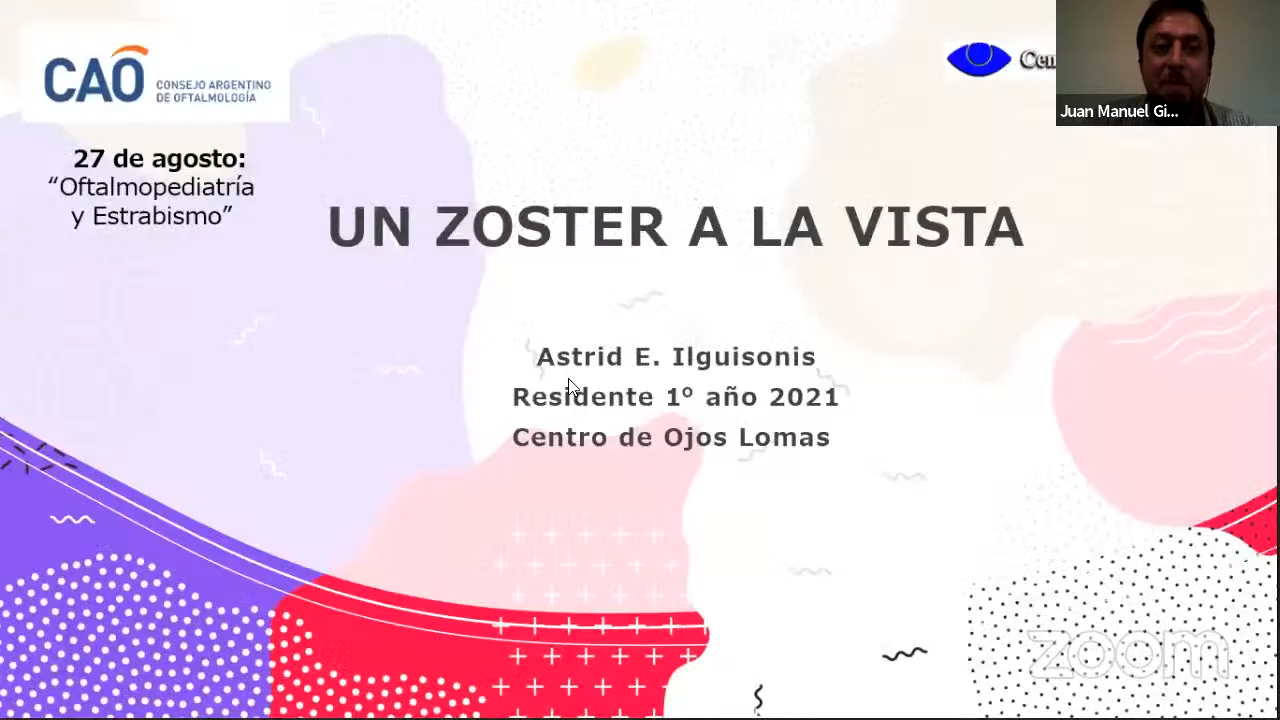 CAO
CONSEJO ARGENTINO
DE OFTALMOLOGÍA
27 de agosto:
“Oftalmopediatría
y Estrabismo”
UN ZOSTER A LA VISTA
Astrid E. Ilguisonis
Residente 1º año 2021
Centro de Ojos Lomas
Juan Manuel Gi...
zoom